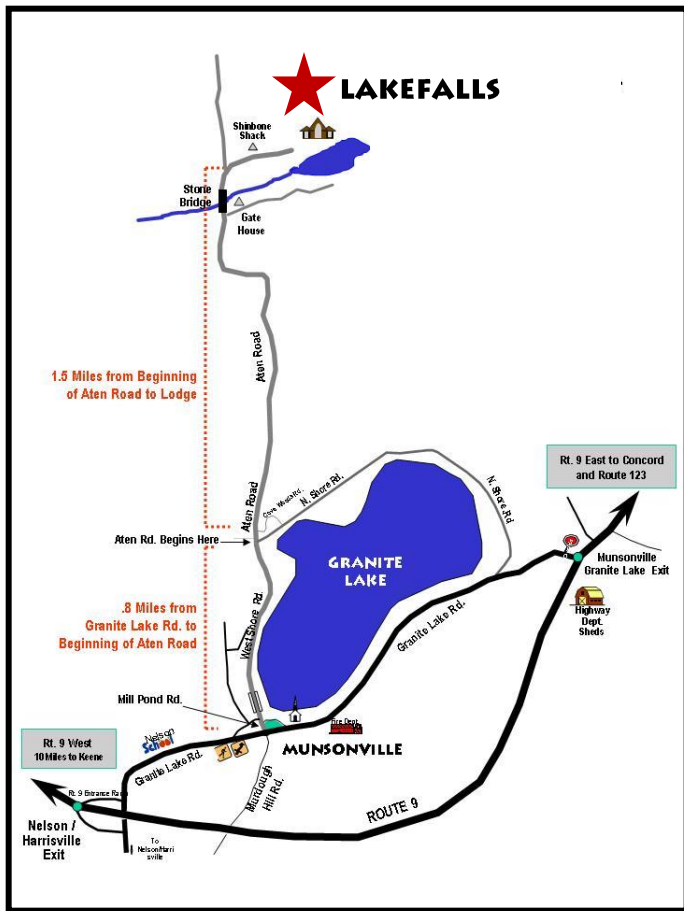 LAKEFALLS
Shinbone
Shack
Stone
Bridge
Gate
House
Aten Road
1.5 Miles from Beginning
of Aten Road to Lodge
Rt. 9 East to Concord
and Route 123
N. Shore Rd.
N. Shore Rd
Aten Road
Aten Rd. Begins Here
GRANITE
LAKE
Munsonville
Granite Lake Exit
.8 Miles from
Granite Lake Rd. to
Beginning of Aten Road
West Shore Rd.
Granite Lake Rd.
Highway
Dept.
Sheds
Mill Pond Rd.
Fire Dept.
Nelson
School
MUNSONVILLE
Rt. 9 West
10 Miles to Keene
Granite Lake Rd.
Murdough
Hill Rd.
Rt. 9 Entrance Ramp
ROUTE 9
Nelson /
Harrisville
Exit
To
Nelson/Harri
sville